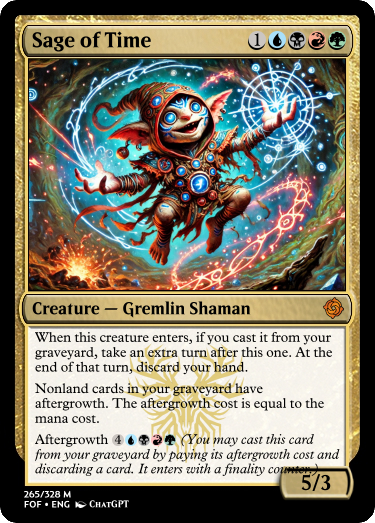 Sage of Time 1
Creature — Gremlin Shaman
When this creature enters, if you cast it from your
graveyard, take an extra turn after this one. At the
end of that turn, discard your hand.
Nonland cards in your graveyard have
aftergrowth. The aftergrowth cost is equal to the
mana cost.
Aftergrowth 4 (You may cast this card
from your graveyard by paying its aftergrowth cost and
discarding a card. It enters with a finality counter.)
5/3
265/328 M
FOF • ENG ChatGPT